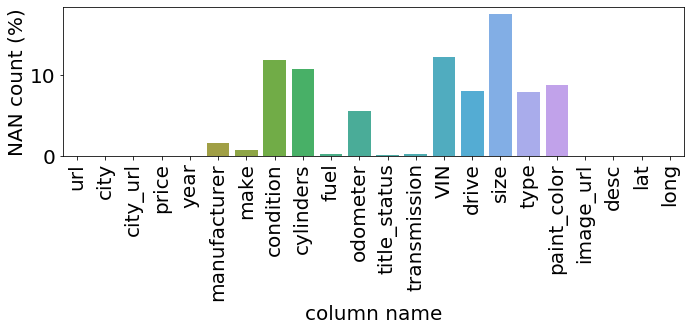 NAN count (%)
10
0
url
city
city_url
price
year
manufacturer
make
condition
cylinders
fuel
odometer
title_status
transmission
VIN
drive
size
type
paint_color
image_url
desc
lat
long
column name